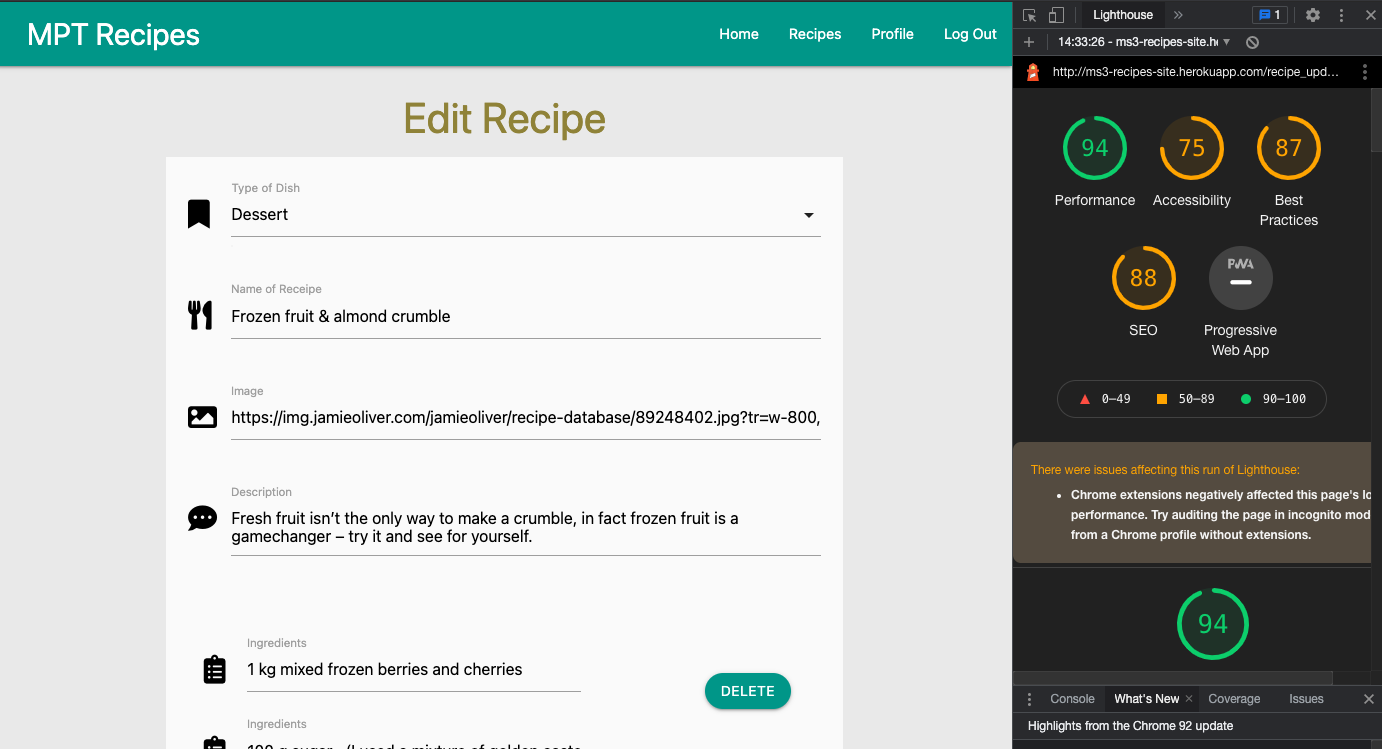 MPT Recipes
Home Recipes Profile Log Out
Edit Recipe
Type of Dish
Dessert
Name of Receipe
Frozen fruit & almond crumble
Image
https://img.jamieoliver.com/jamieoliver/recipe-database/89248402.jpg?tr=w-800,
Description
Fresh fruit isn’t the only way to make a crumble, in fact frozen fruit is a
gamechanger – try it and see for yourself.
Ingredients
1 kg mixed frozen berries and cherries
DELETE
Ingredients
Lighthouse
1
14:33:26 - ms3-recipes-site.h
http://ms3-recipes-site.herokuapp.com/recipe_upd…
94 75 87
Performance Accessibility Best
Practices
88 PWA
SEO Progressive
Web App
0–49 50–89 90–100
There were issues affecting this run of Lighthouse:
Chrome extensions negatively affected this page's lo
performance. Try auditing the page in incognito mod
from a Chrome profile without extensions.
94
Console What's New Coverage Issues
Highlights from the Chrome 92 update